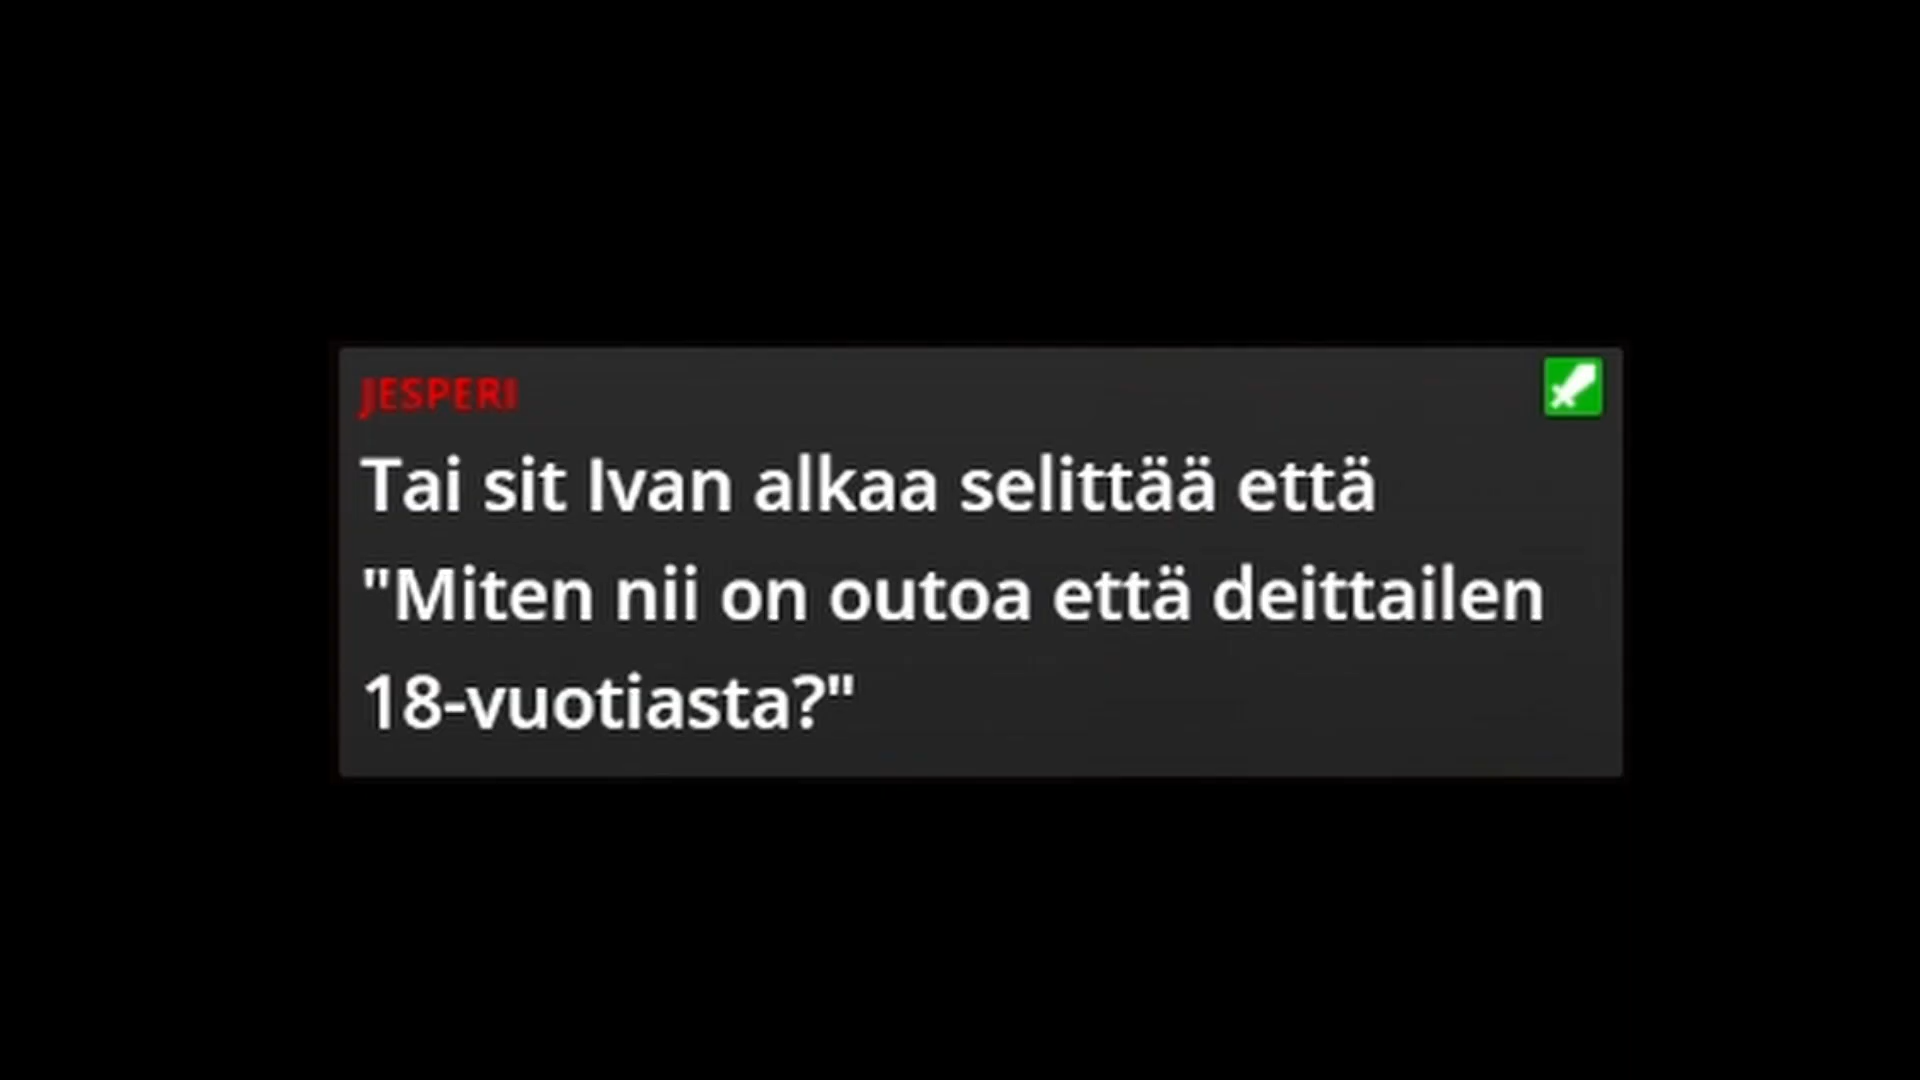 JESPERI
Tai sit Ivan alkaa selittää että
"Miten nii on outoa että deittailen
18-vuotiasta?"